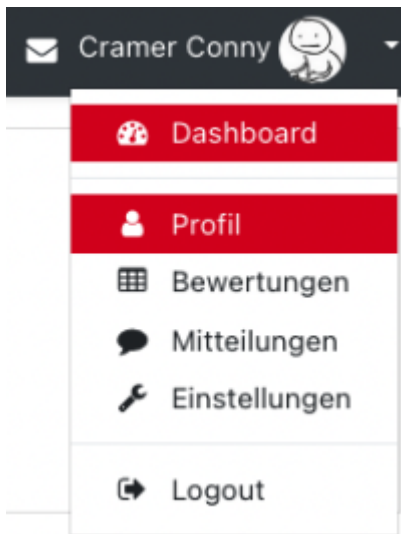 Cramer Conny
Dashboard
Profil
Bewertungen
Mitteilungen
Einstellungen
Logout